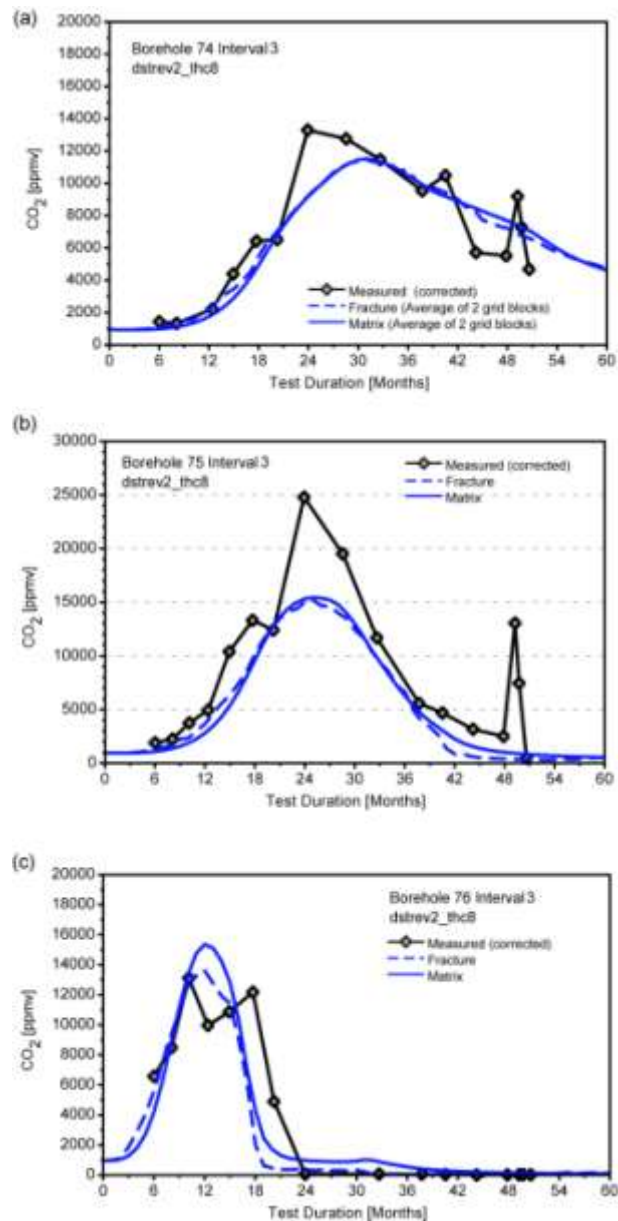 (a)
20000
18000
16000
14000
12000
10000
8000
6000
4000
2000
0
CO2 [ppmv]
Borehole 74 Interval 3
dstrev2_thc8
Measured (corrected)
Fracture (Average of 2 grid blocks)
Matrix (Average of 2 grid blocks)
0 6 12 18 24 30 36 42 48 54 60
Test Duration [Months]
(b)
30000
25000
20000
15000
10000
5000
0
CO2 [ppmv]
Borehole 75 Interval 3
dstrev2_thc8
Measured (corrected)
Fracture
Matrix
0 6 12 18 24 30 36 42 48 54 60
Test Duration [Months]
(c)
20000
18000
16000
14000
12000
10000
8000
6000
4000
2000
0
CO2 [ppmv]
Borehole 76 Interval 3
dstrev2_thc8
Measured (corrected)
Fracture
Matrix
0 6 12 18 24 30 36 42 48 54 60
Test Duration [Months]